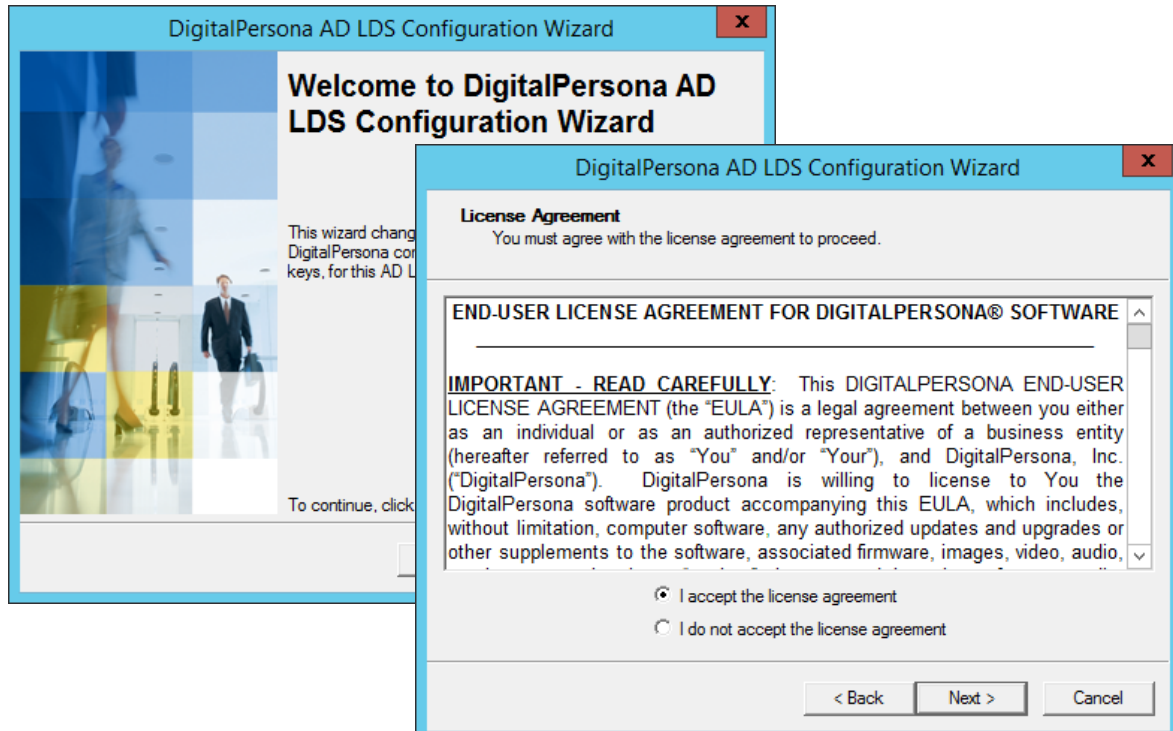 DigitalPersona AD LDS Configuration Wizard
x
Welcome to DigitalPersona AD
LDS Configuration Wizard
This wizard chang
DigitalPersona cor
keys, for this AD L
To continue, click
DigitalPersona AD LDS Configuration Wizard
x
License Agreement
You must agree with the license agreement to proceed.
END-USER LICENSE AGREEMENT FOR DIGITALPERSONA® SOFTWARE
IMPORTANT - READ CAREFULLY: This DIGITALPERSONA END-USER
LICENSE AGREEMENT (the “EULA”) is a legal agreement between you either
as an individual or as an authorized representative of a business entity
(hereafter referred to as “You” and/or “Your”), and DigitalPersona, Inc.
(“DigitalPersona”). DigitalPersona is willing to license to You the
DigitalPersona software product accompanying this EULA, which includes,
without limitation, computer software, any authorized updates and upgrades or
other supplements to the software, associated firmware, images, video, audio,
I accept the license agreement
I do not accept the license agreement
< Back
Next >
Cancel